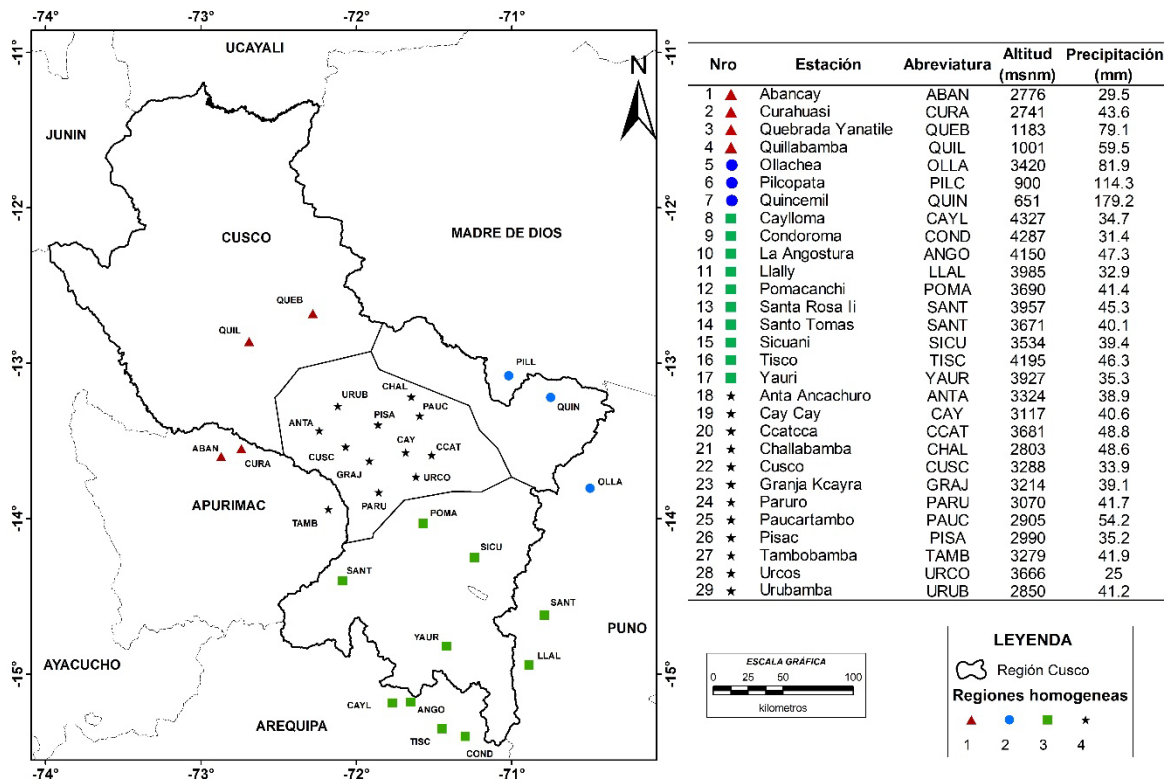 -74° -73° -72° -71°
-11° -11°
UCAYALI
N
JUNIN
-12° -12°
CUSCO
MADRE DE DIOS
QUEB
QUIL
-13° -13°
PILL
CHAL
URUB
PAUC
QUIN
PISA
ANTA
CAY
CCAT
ABAN
CUSC
CURA
GRAJ
URCO
OLLA
APURIMAC
PARU
TAMB
POMA
-14° -14°
SICU
SANT
SANT
PUNO
YAUR
LLAL
AYACUCHO
-15° -15°
CAYL
ANGO
AREQUIPA
TISC
COND
-74° -73° -72° -71°
Nro Estación Abreviatura Altitud (msnm) Precipitación (mm)
1 Abancay ABAN 2776 29.5
2 Curahuasi CURA 2741 43.6
3 Quebrada Yanatile QUEB 1183 79.1
4 Quillabamba QUIL 1001 59.5
5 Ollachea OLLA 3420 81.9
6 Pilcopata PILC 900 114.3
7 Quincemil QUIN 651 179.2
8 Caylloma CAYL 4327 34.7
9 Condoroma COND 4287 31.4
10 La Angostura ANGO 4150 47.3
11 Llally LLAL 3985 32.9
12 Pomacanchi POMA 3690 41.4
13 Santa Rosa Ii SANT 3957 45.3
14 Santo Tomas SANT 3671 40.1
15 Sicuani SICU 3534 39.4
16 Tisco TISC 4195 46.3
17 Yauri YAUR 3927 35.3
18 Anta Ancachuro ANTA 3324 38.9
19 Cay Cay CAY 3117 40.6
20 Ccatcca CCAT 3681 48.8
21 Challabamba CHAL 2803 48.6
22 Cusco CUSC 3288 33.9
23 Granja Kcayra GRAJ 3214 39.1
24 Paruro PARU 3070 41.7
25 Paucartambo PAUC 2905 54.2
26 Pisac PISA 2990 35.2
27 Tambobamba TAMB 3279 41.9
28 Urcos URCO 3666 25
29 Urubamba URUB 2850 41.2
ESCALA GRÁFICA
0 25 50 100
kilometros
LEYENDA
Región Cusco
Regiones homogeneas
1 2 3 4